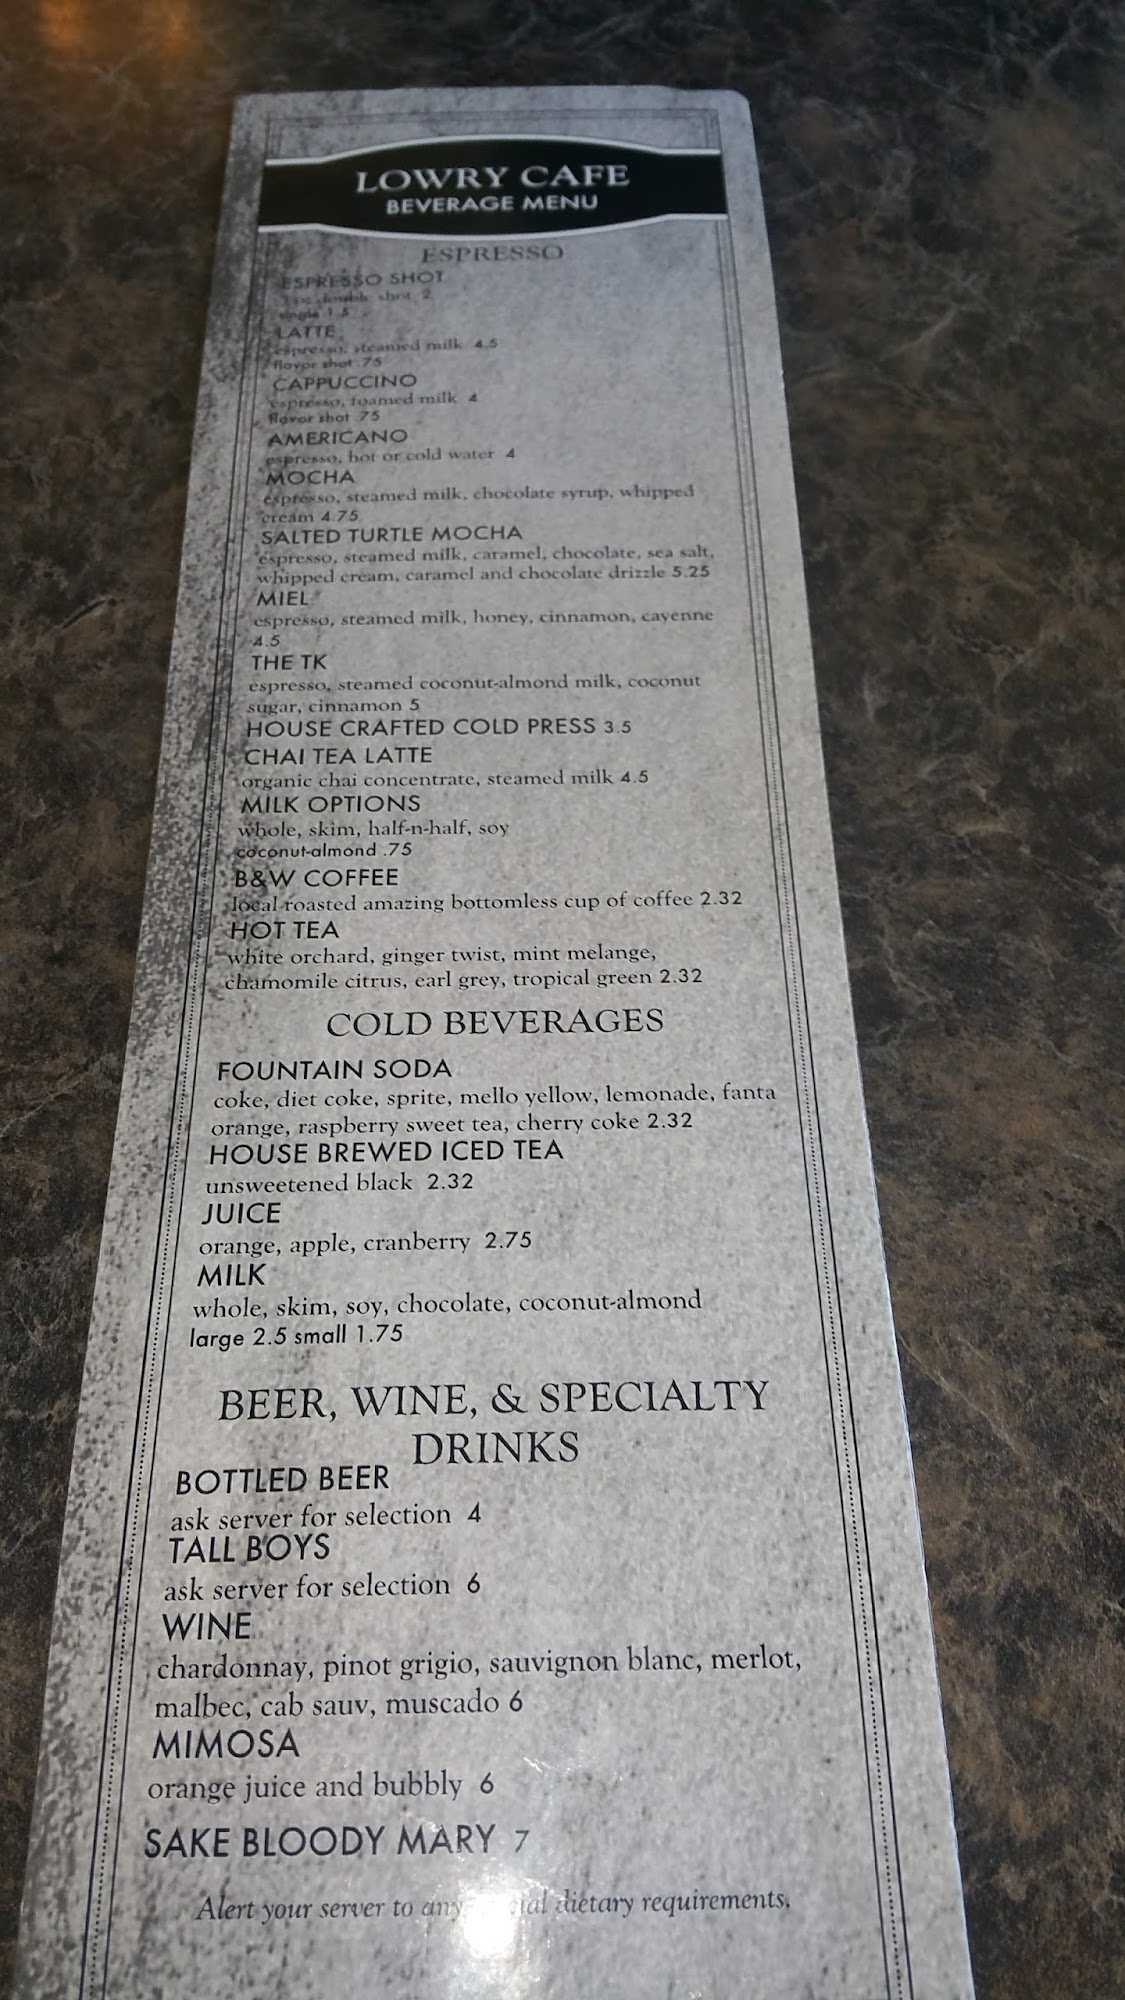 LOWRY CAFE
BEVERAGE MENU
ESPRESSO
ESPRESSO SHOT
double shot 2
single 1.5
LATTE
espresso, steamed milk 4.5
flavor shot .75
CAPPUCCINO
espresso, foamed milk 4
flavor shot .75
AMERICANO
espresso, hot or cold water 4
MOCHA
espresso, steamed milk, chocolate syrup, whipped
cream 4.75
SALTED TURTLE MOCHA
espresso, steamed milk, caramel, chocolate, sea salt,
whipped cream, caramel and chocolate drizzle 5.25
MIEL
espresso, steamed milk, honey, cinnamon, cayenne
4.5
THE TK
espresso, steamed coconut-almond milk, coconut
sugar, cinnamon 5
HOUSE CRAFTED COLD PRESS 3.5
CHAI TEA LATTE
organic chai concentrate, steamed milk 4.5
MILK OPTIONS
whole, skim, half-n-half, soy
coconut-almond .75
B&W COFFEE
local roasted amazing bottomless cup of coffee 2.32
HOT TEA
white orchard, ginger twist, mint melange,
chamomile citrus, earl grey, tropical green 2.32
COLD BEVERAGES
FOUNTAIN SODA
coke, diet coke, sprite, mello yellow, lemonade, fanta
orange, raspberry sweet tea, cherry coke 2.32
HOUSE BREWED ICED TEA
unsweetened black 2.32
JUICE
orange, apple, cranberry 2.75
MILK
whole, skim, soy, chocolate, coconut-almond
large 2.5 small 1.75
BEER, WINE, & SPECIALTY
DRINKS
BOTTLED BEER
ask server for selection 4
TALL BOYS
ask server for selection 6
WINE
chardonnay, pinot grigio, sauvignon blanc, merlot,
malbec, cab sauv, muscado 6
MIMOSA
orange juice and bubbly 6
SAKE BLOODY MARY 7
Alert your server to any dietary requirements.